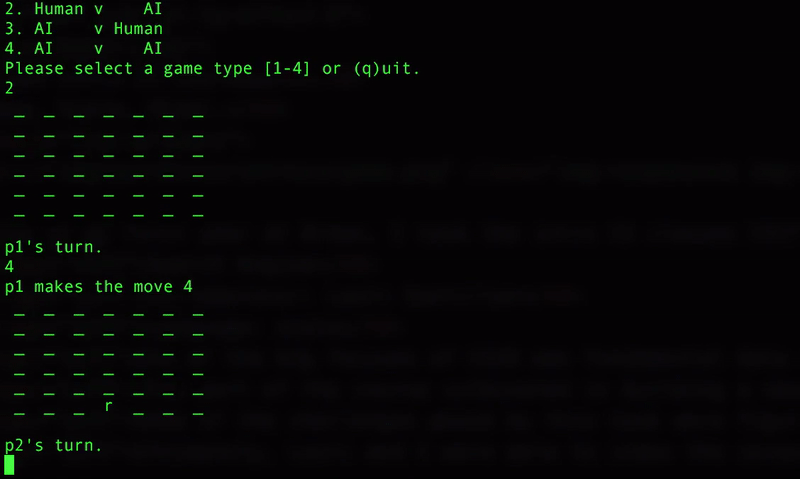 2. Human v    AI
3. AI    v Human
4. AI    v    AI
Please select a game type [1-4] or (q)uit.
2
_ _ _ _ _ _ _
_ _ _ _ _ _ _
_ _ _ _ _ _ _
_ _ _ _ _ _ _
_ _ _ _ _ _ _
_ _ _ _ _ _ _
p1's turn.
4
p1 makes the move 4
_ _ _ _ _ _ _
_ _ _ _ _ _ _
_ _ _ _ _ _ _
_ _ _ _ _ _ _
_ _ _ _ _ _ _
_ _ _ r _ _ _
p2's turn.